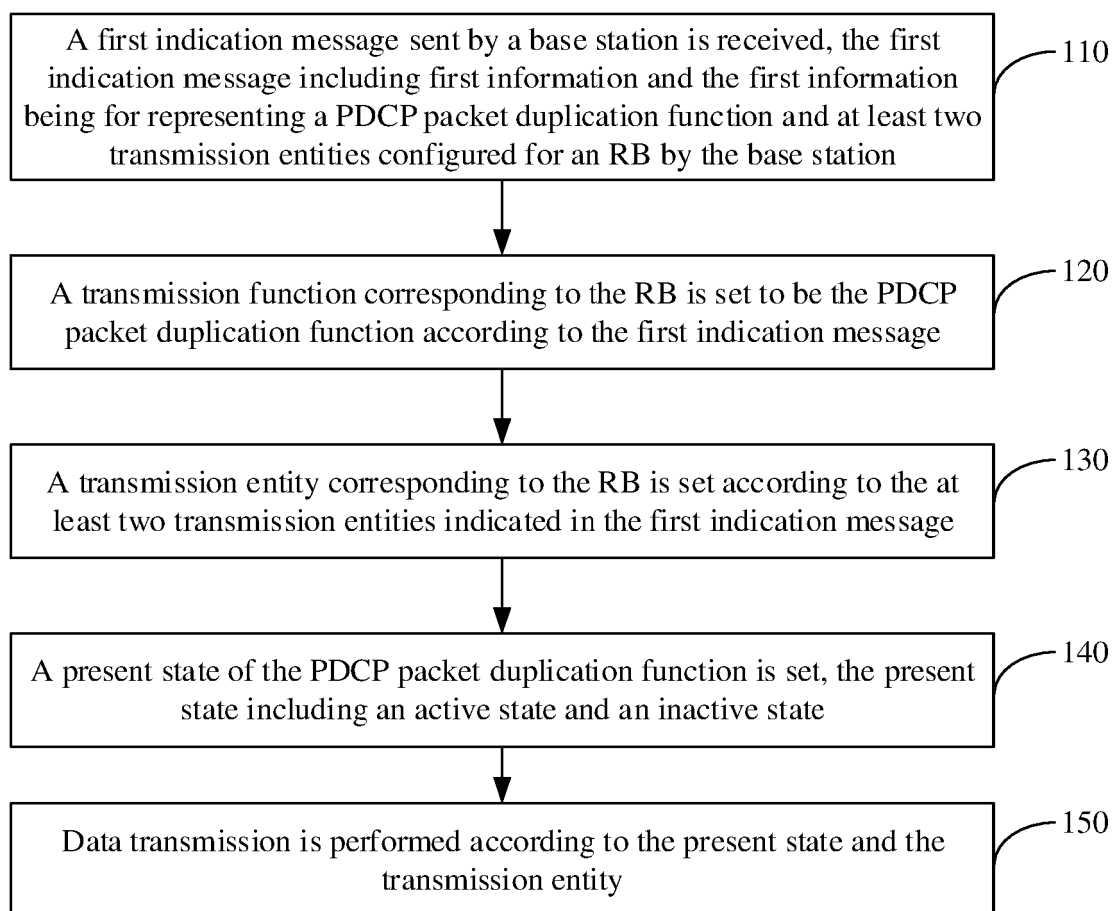 A first indication message sent by a base station is received, the first
indication message including first information and the first information
being for representing a PDCP packet duplication function and at least two
transmission entities configured for an RB by the base station
110
A transmission function corresponding to the RB is set to be the PDCP
packet duplication function according to the first indication message
120
A transmission entity corresponding to the RB is set according to the at
least two transmission entities indicated in the first indication message
130
A present state of the PDCP packet duplication function is set, the present
state including an active state and an inactive state
140
Data transmission is performed according to the present state and the
transmission entity
150